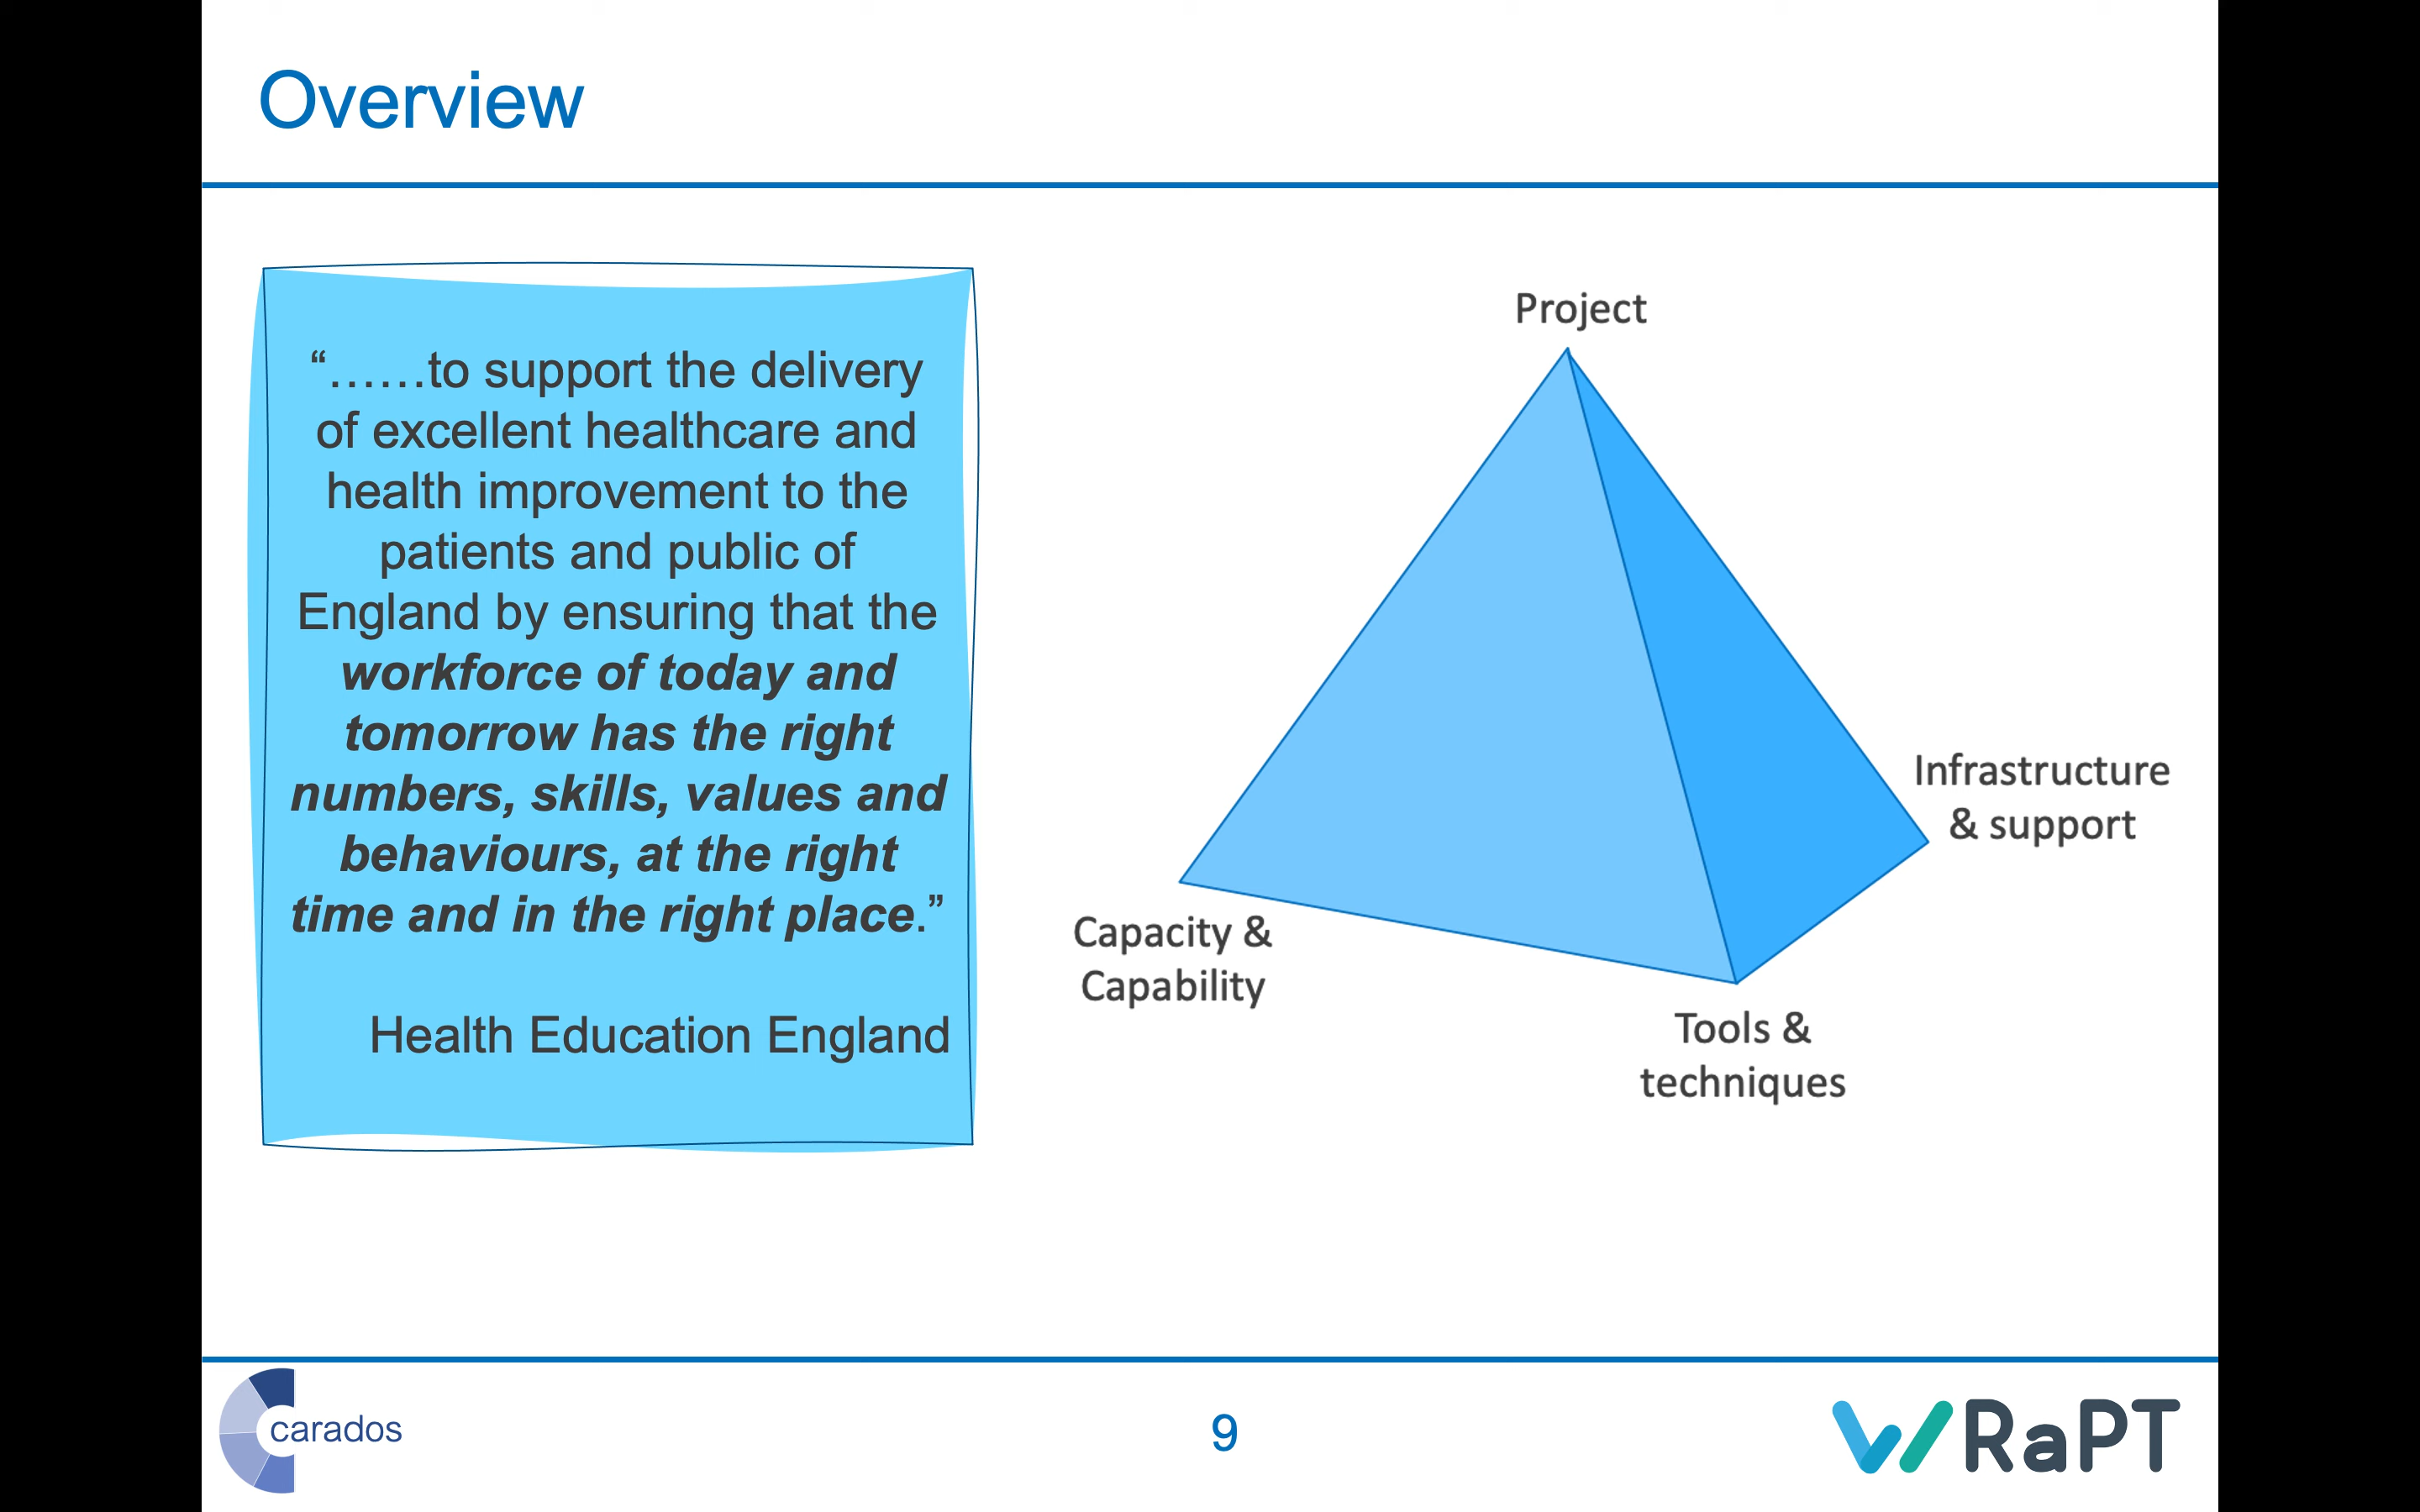 Overview
“......to support the delivery
of excellent healthcare and
health improvement to the
patients and public of
England by ensuring that the
workforce of today and
tomorrow has the right
numbers, skills, values and
behaviours, at the right
time and in the right place.”
Health Education England
Project
Infrastructure
& support
Capacity &
Capability
Tools &
techniques
carados
9
WRaPT